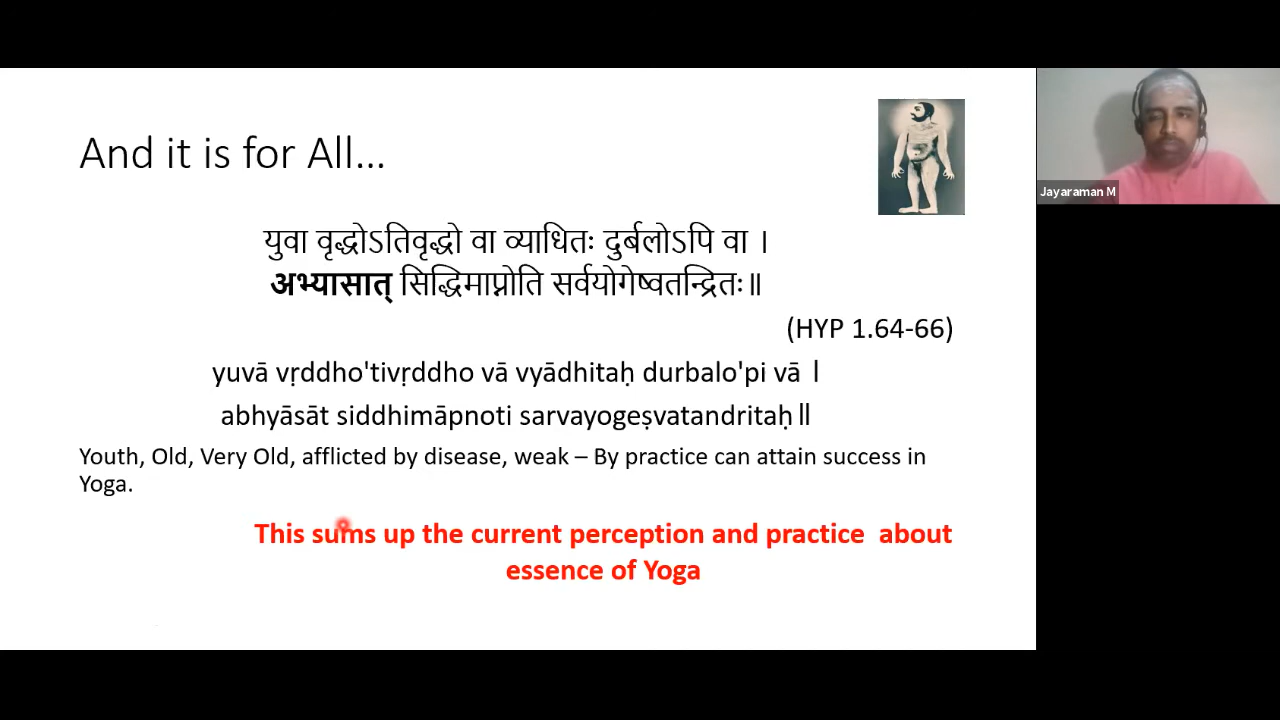 And it is for All...
Jayaraman M
युवा वृद्धोऽतिवृद्धो वा व्याधितः दुर्बलोऽपि वा ।
अभ्यासात् सिद्धिमाप्नोति सर्वयोगेष्वतन्द्रितः॥
(HYP 1.64-66)
yuvā vṛddho'tivṛddho vā vyādhitaḥ durbalo'pi vā ।
abhyāsāt siddhimāpnoti sarvayogeṣvatandritaḥ॥
Youth, Old, Very Old, afflicted by disease, weak – By practice can attain success in
Yoga.
This sums up the current perception and practice  about
essence of Yoga